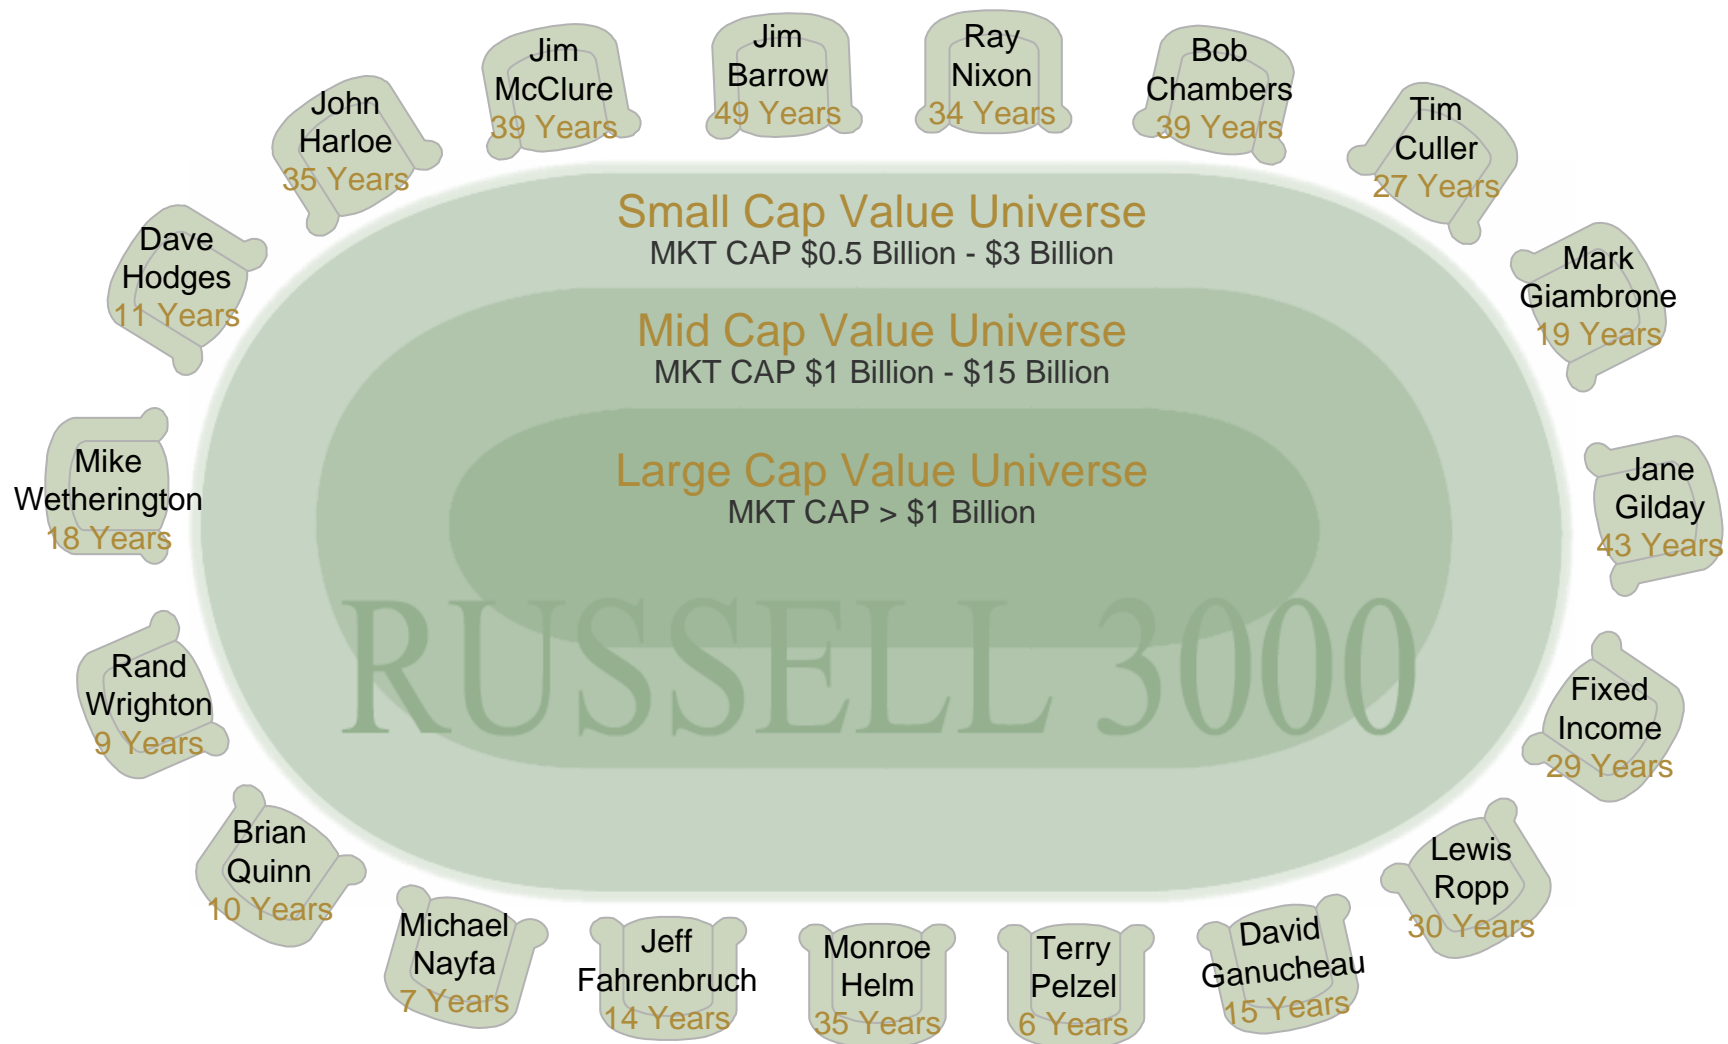 Jim
McClure
39 Years
Jim
Barrow
49 Years
Ray
Nixon
34 Years
Bob
Chambers
39 Years
John
Harloe
35 Years
Tim
Culler
27 Years
Dave
Hodges
11 Years
Mark
Giambrone
19 Years
Small Cap Value Universe
MKT CAP $0.5 Billion - $3 Billion
Mid Cap Value Universe
MKT CAP $1 Billion - $15 Billion
Large Cap Value Universe
MKT CAP > $1 Billion
RUSSELL 3000
Mike
Wetherington
18 Years
Jane
Gilday
43 Years
Rand
Wrighton
9 Years
Fixed
Income
29 Years
Brian
Quinn
10 Years
Lewis
Ropp
30 Years
Michael
Nayfa
7 Years
Jeff
Fahrenbruch
14 Years
Monroe
Helm
35 Years
Terry
Pelzel
6 Years
David
Ganucheau
15 Years